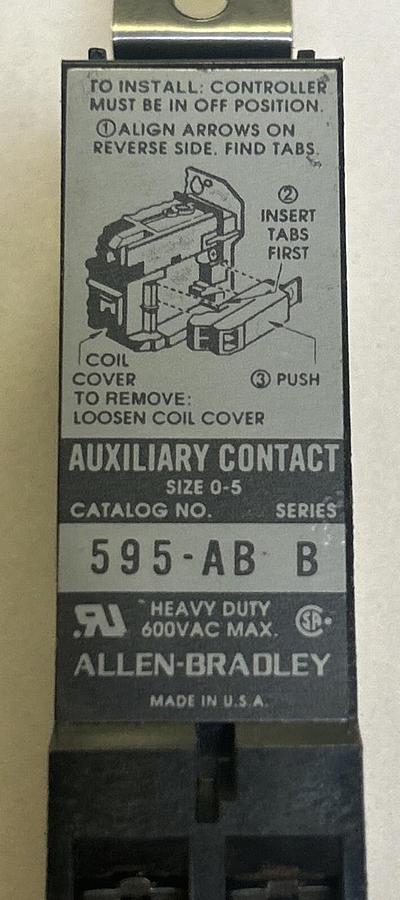 TO INSTALL: CONTROLLER
MUST BE IN OFF POSITION.
①ALIGN ARROWS ON
REVERSE SIDE. FIND TABS.
②
INSERT
TABS
FIRST
COIL
COVER
③ PUSH
TO REMOVE:
LOOSEN COIL COVER
AUXILIARY CONTACT
SIZE 0-5
CATALOG NO. SERIES
595-AB B
HEAVY DUTY
600VAC MAX.
ALLEN-BRADLEY
MADE IN U.S.A.